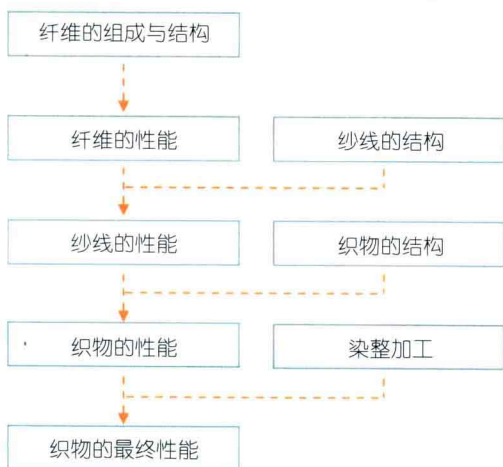 纤维的组成与结构
纤维的性能
纱线的结构
纱线的性能
织物的结构
织物的性能
染整加工
织物的最终性能